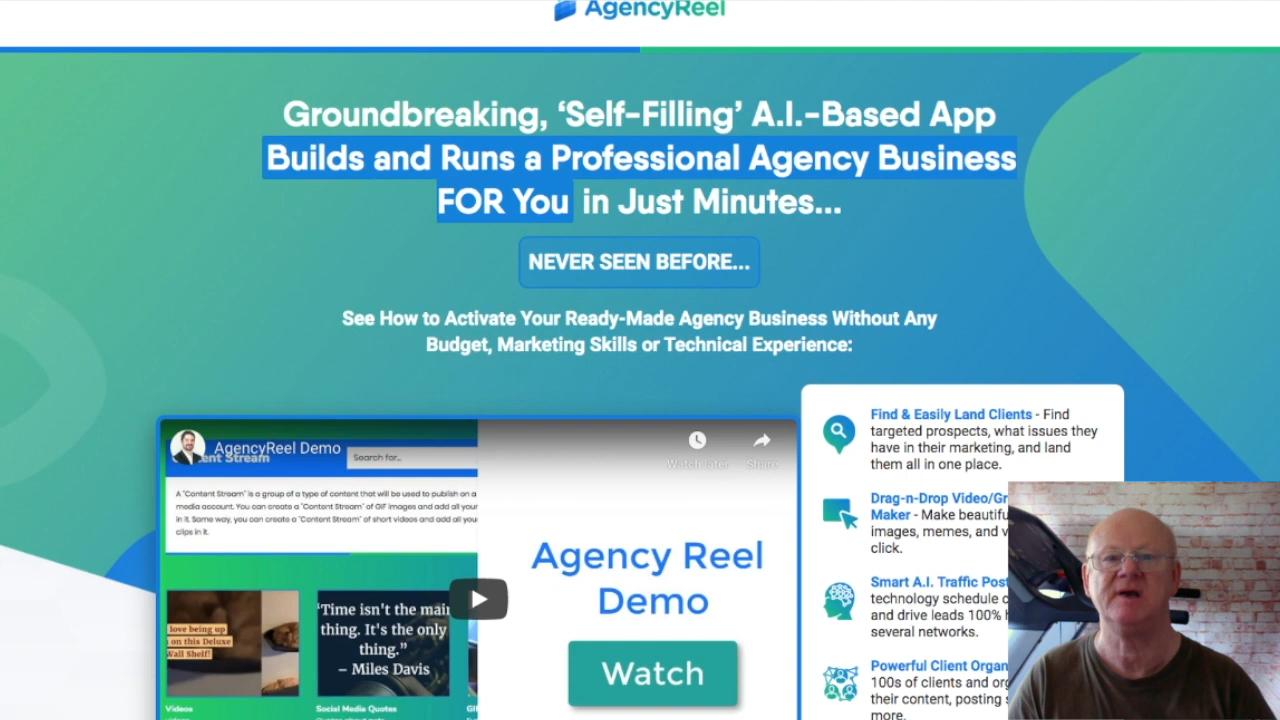 AgencyReel
Groundbreaking, ‘Self-Filling’ A.I.-Based App
Builds and Runs a Professional Agency Business
FOR You in Just Minutes...
NEVER SEEN BEFORE...
See How to Activate Your Ready-Made Agency Business Without Any
Budget, Marketing Skills or Technical Experience:
AgencyReel Demo
Stream
Search for...
Watch later
Share
A "Content Stream" is a group of a type of content that will be used to publish on a
media account. You can create a "Content Stream" of GIF images and add all your
in it. Same way, you can create a "Content Stream" of short videos and add all you
clips in it.
Agency Reel
Demo
Watch
love being up
on this Deluxe
Wall Shelf!
"Time isn't the main
thing. It's the only
thing."
– Miles Davis
Videos
Social Media Quotes
Find & Easily Land Clients - Find
targeted prospects, what issues they
have in their marketing, and land
them all in one place.
Drag-n-Drop Video/Gr
Maker - Make beautifu
images, memes, and v
click.
Smart A.I. Traffic Post
technology schedule c
and drive leads 100% h
several networks.
Powerful Client Organ
100s of clients and org
their content, posting s
more.